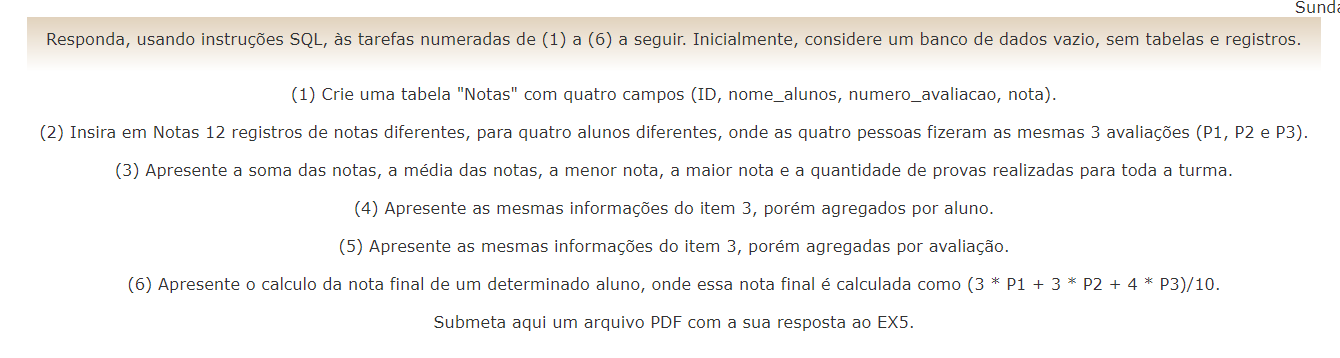 Responda, usando instruções SQL, às tarefas numeradas de (1) a (6) a seguir. Inicialmente, considere um banco de dados vazio, sem tabelas e registros.
(1) Crie uma tabela "Notas" com quatro campos (ID, nome_alunos, numero_avaliacao, nota).
(2) Insira em Notas 12 registros de notas diferentes, para quatro alunos diferentes, onde as quatro pessoas fizeram as mesmas 3 avaliações (P1, P2 e P3).
(3) Apresente a soma das notas, a média das notas, a menor nota, a maior nota e a quantidade de provas realizadas para toda a turma.
(4) Apresente as mesmas informações do item 3, porém agregados por aluno.
(5) Apresente as mesmas informações do item 3, porém agregadas por avaliação.
(6) Apresente o calculo da nota final de um determinado aluno, onde essa nota final é calculada como (3 * P1 + 3 * P2 + 4 * P3)/10.
Submeta aqui um arquivo PDF com a sua resposta ao EX5.